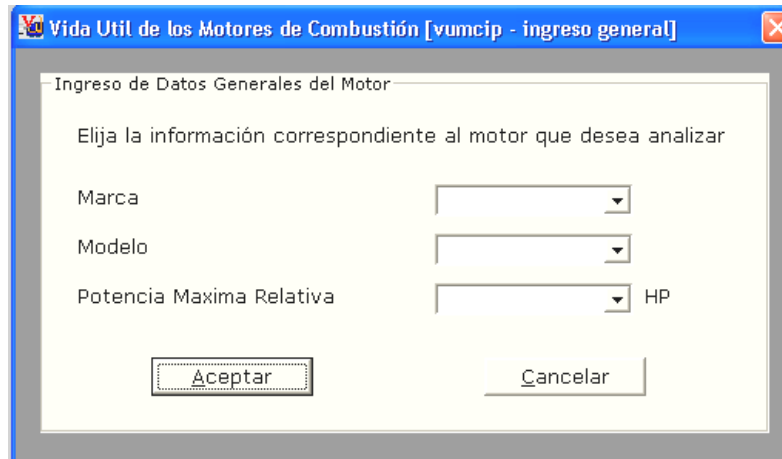 Vida Util de los Motores de Combustión [vumcip - ingreso general]
Ingreso de Datos Generales del Motor
Elija la información correspondiente al motor que desea analizar
Marca
Modelo
Potencia Maxima Relativa HP
Aceptar Cancelar